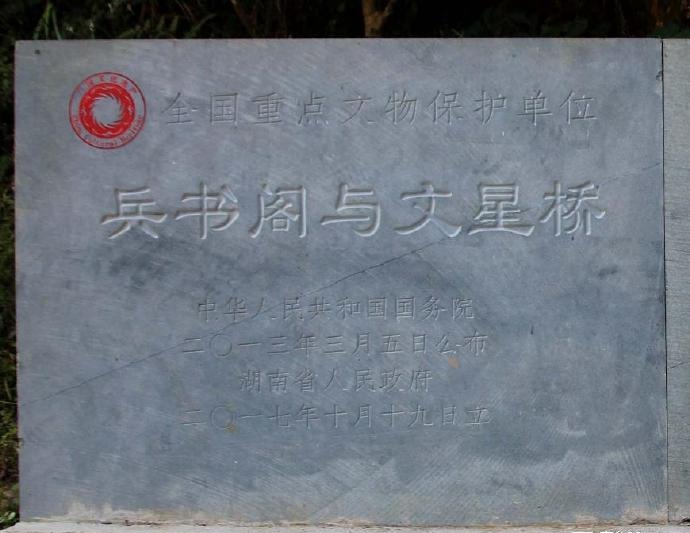 全国重点文物保护单位
兵书阁与文星桥
中华人民共和国国务院
二〇一三年三月五日公布
湖南省人民政府
二〇一七年十月十九日立